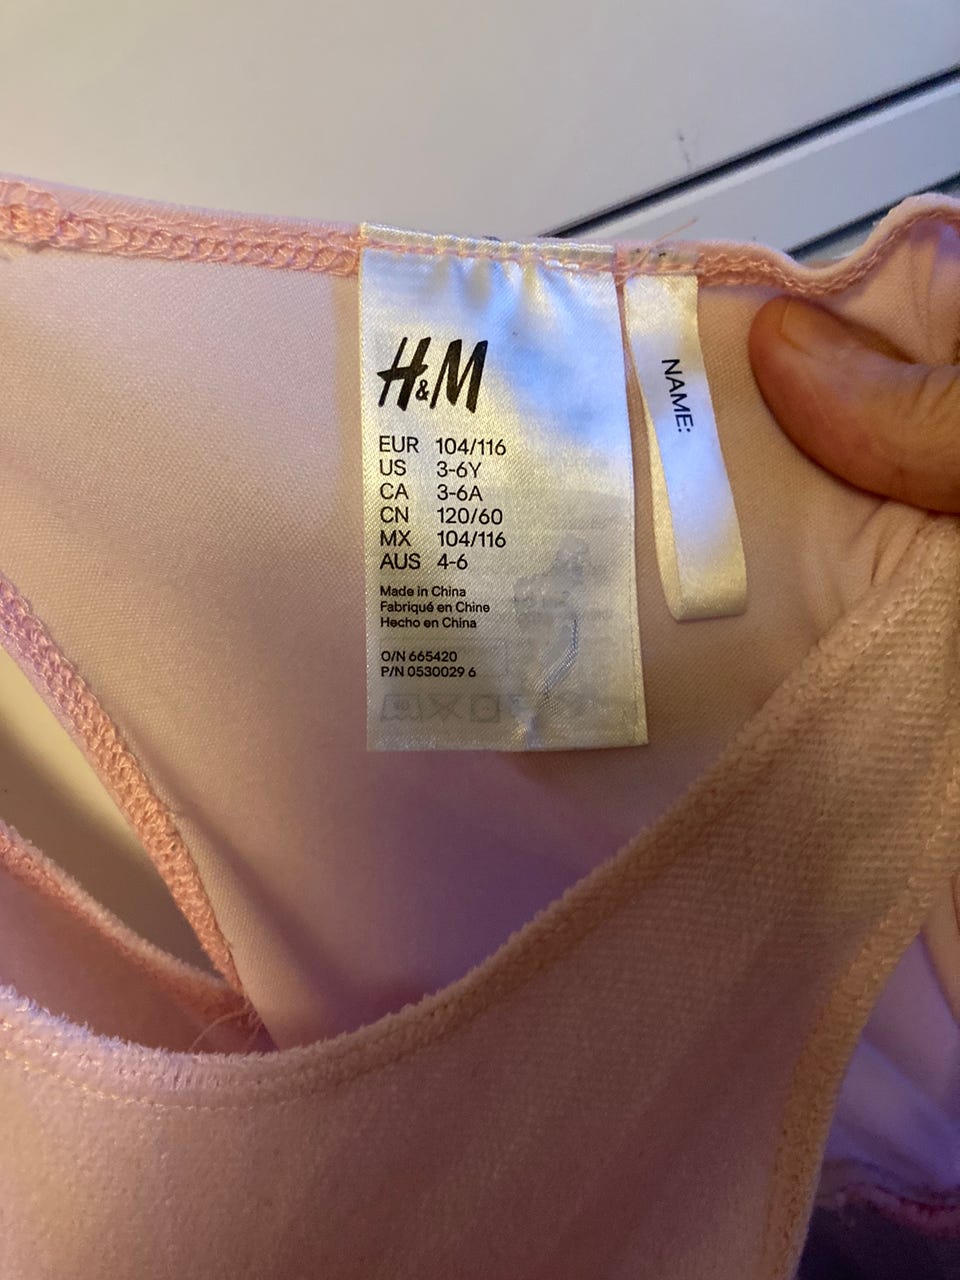 H&M
EUR 104/116
US 3-6Y
CA 3-6A
CN 120/60
MX 104/116
AUS 4-6
Made in China
Fabriqué en Chine
Hecho en China
O/N 665420
P/N 0530029 6
NAME: